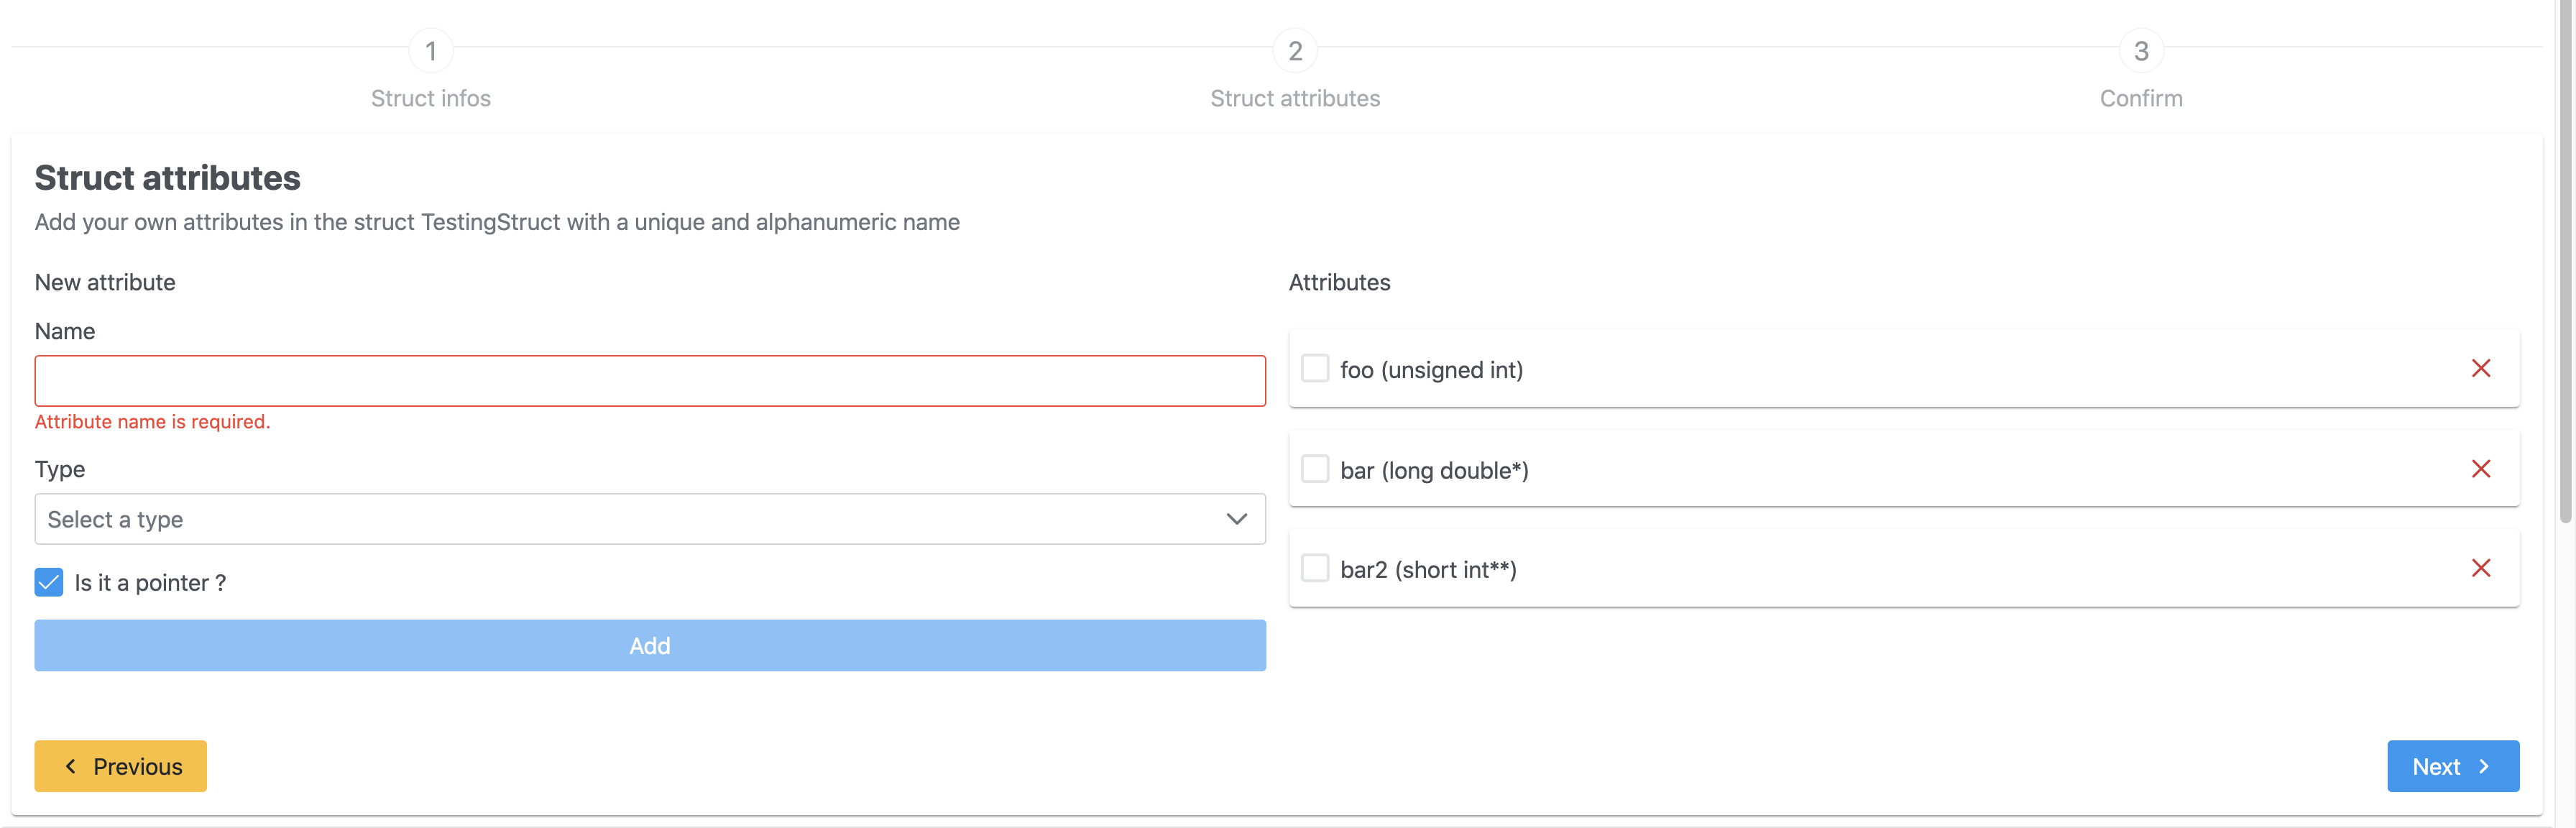 1
Struct infos
2
Struct attributes
3
Confirm
Struct attributes
Add your own attributes in the struct TestingStruct with a unique and alphanumeric name
New attribute
Name
Attribute name is required.
Type
Select a type
Is it a pointer ?
Add
Attributes
foo (unsigned int)
bar (long double*)
bar2 (short int**)
Previous
Next